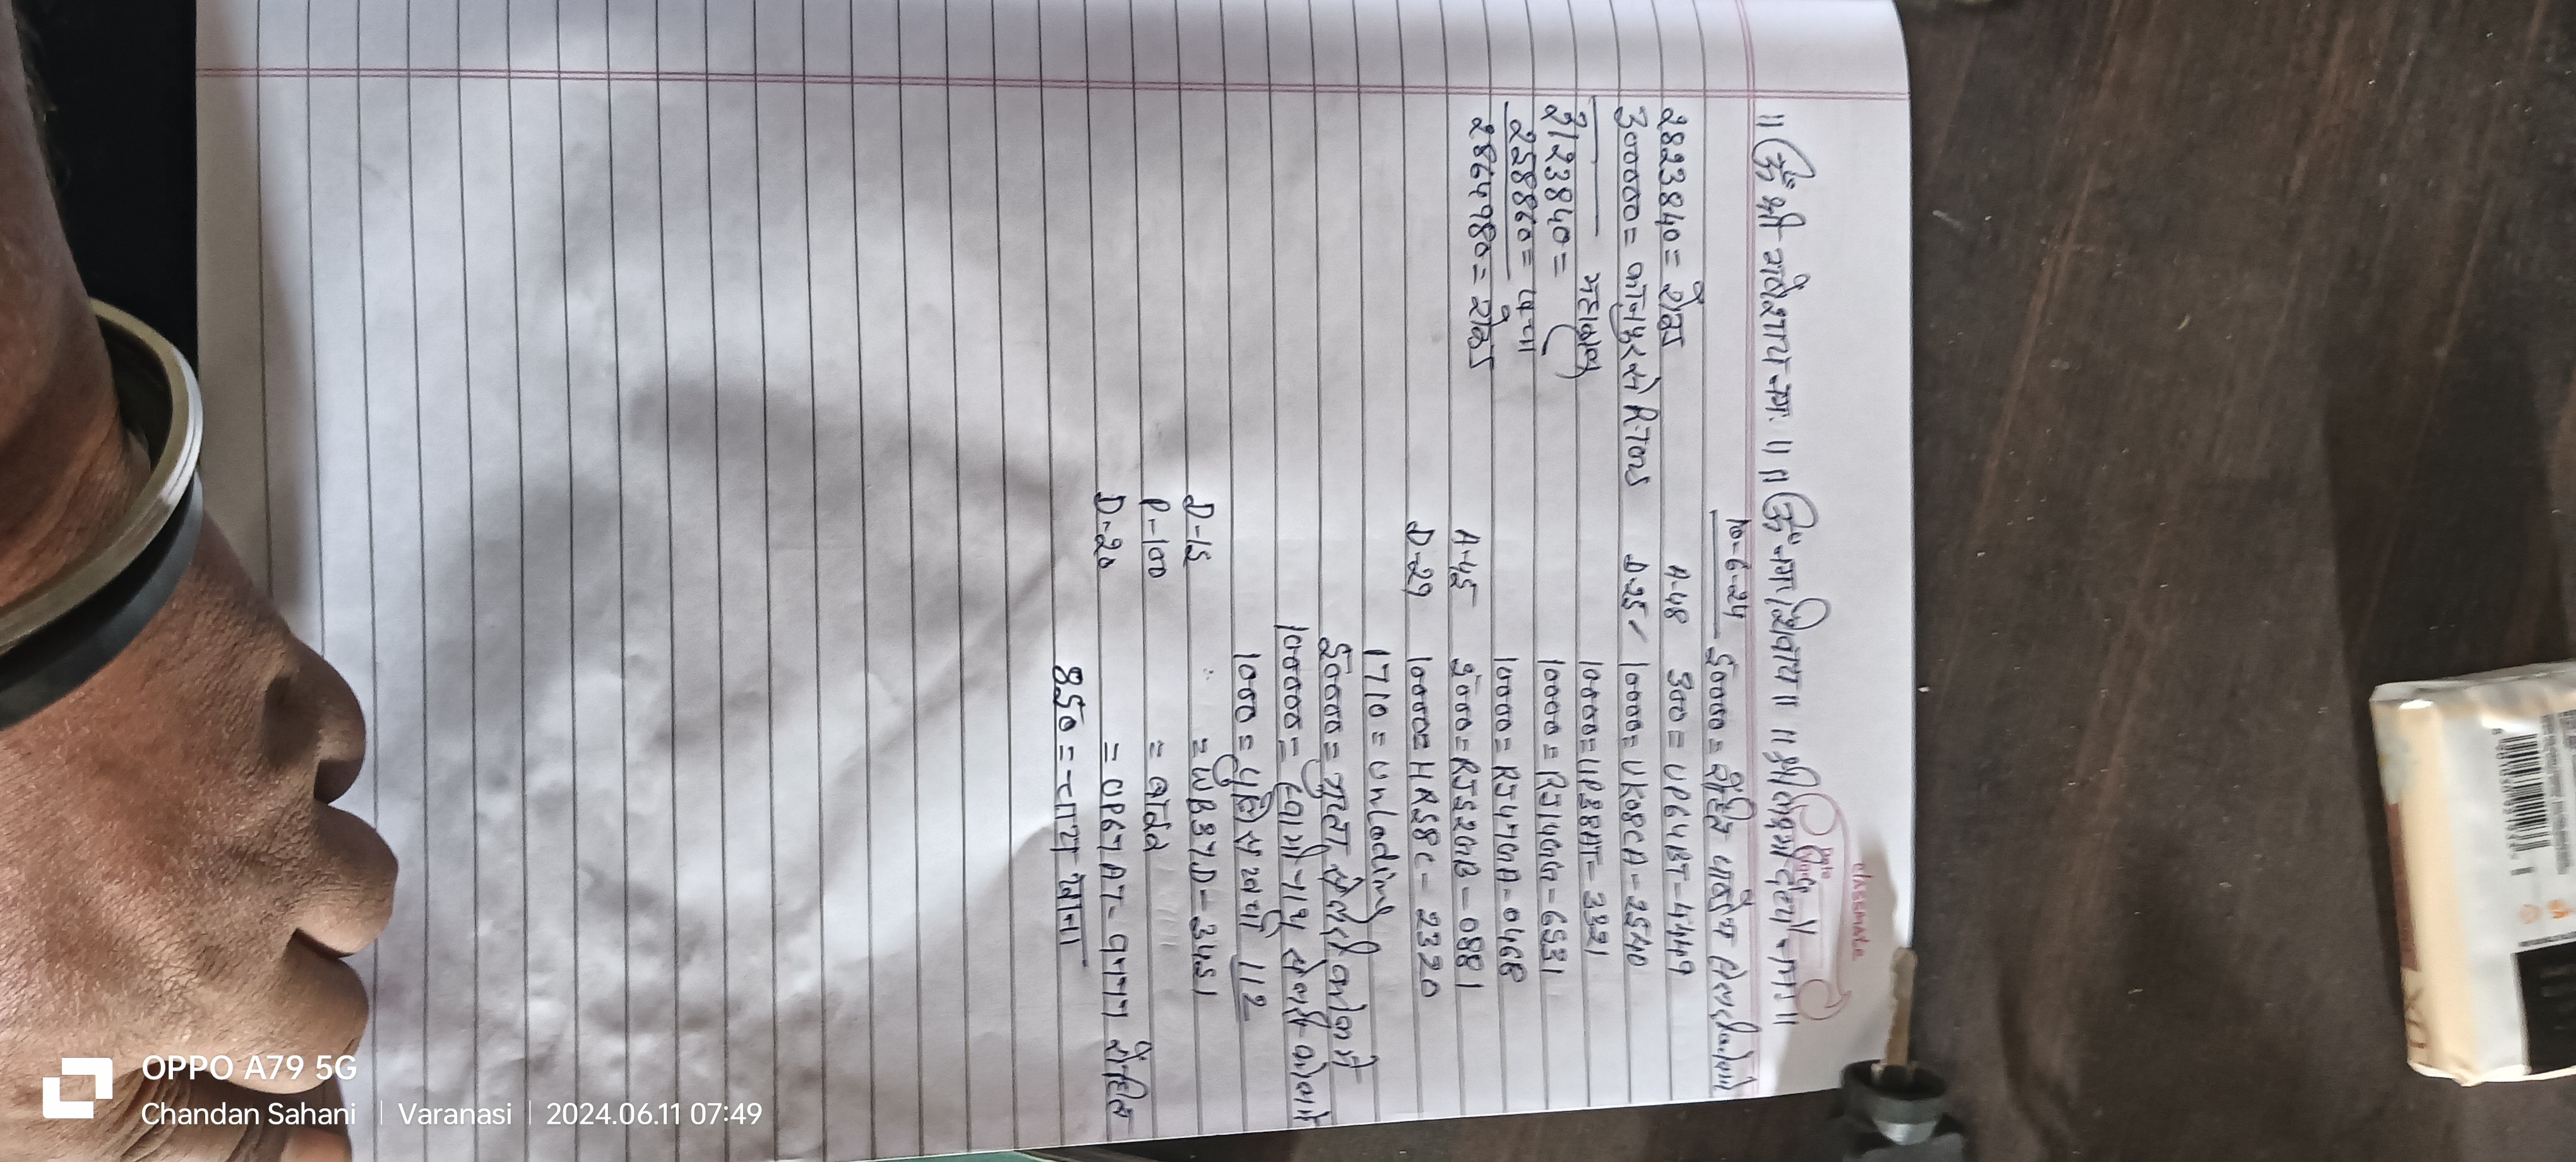 classmate
Date
Page
॥ ॐ श्री गणेशाय नमः ॥ ॥ ॐ नमः शिवाय ॥ ॥ श्री लक्ष्मी देव्यै नमः ॥
10-6-24
2823840 = रोकड
300000 = कानपुर से R-Tons
महाकाल
3123840 =
258860 = खर्चा
2864980 = रोकड
50000 = रोहित पाण्डेय सेलरी
A-48 300 = UP64BT-4449
D-25 ✓ 10000 = UK08CA-2540
10000 = UP38AT-3321
10000 = RJ14GG-6531
10000 = RJ47GA-0468
A-45 5000 = RJ52GB-0881
D-29 10000 = HR58C-2320
1710 = Unloding
50000 = गुप्ता सेलरी
100000 = स्वामी नाथ सेलरी
1000 = पुलिस खर्चा 112
D-15 = WB37D-3451
P-100 =
D-20 = UP67AT-9777 रोहित
850 = चाय खाना
OPPO A79 5G
Chandan Sahani | Varanasi | 2024.06.11 07:49